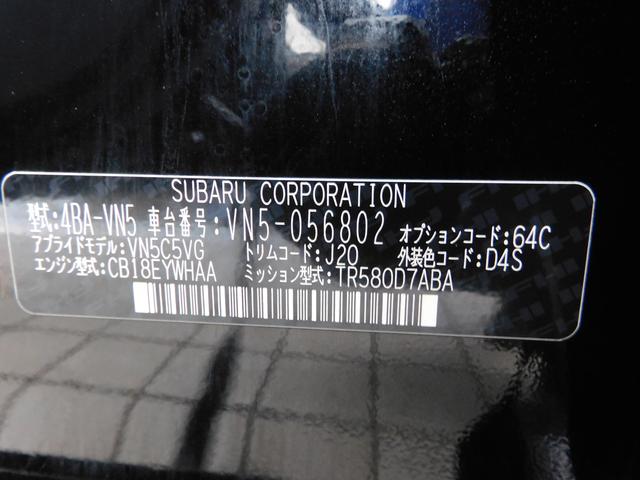 SUBARU CORPORATION
型式:4BA-VN5 車台番号:VN5-056802 オプションコード:64C
アプライドモデル:VN5C5VG トリムコード:J20 外装色コード:D4S
エンジン型式:CB18EYWHAA ミッション型式:TR580D7ABA